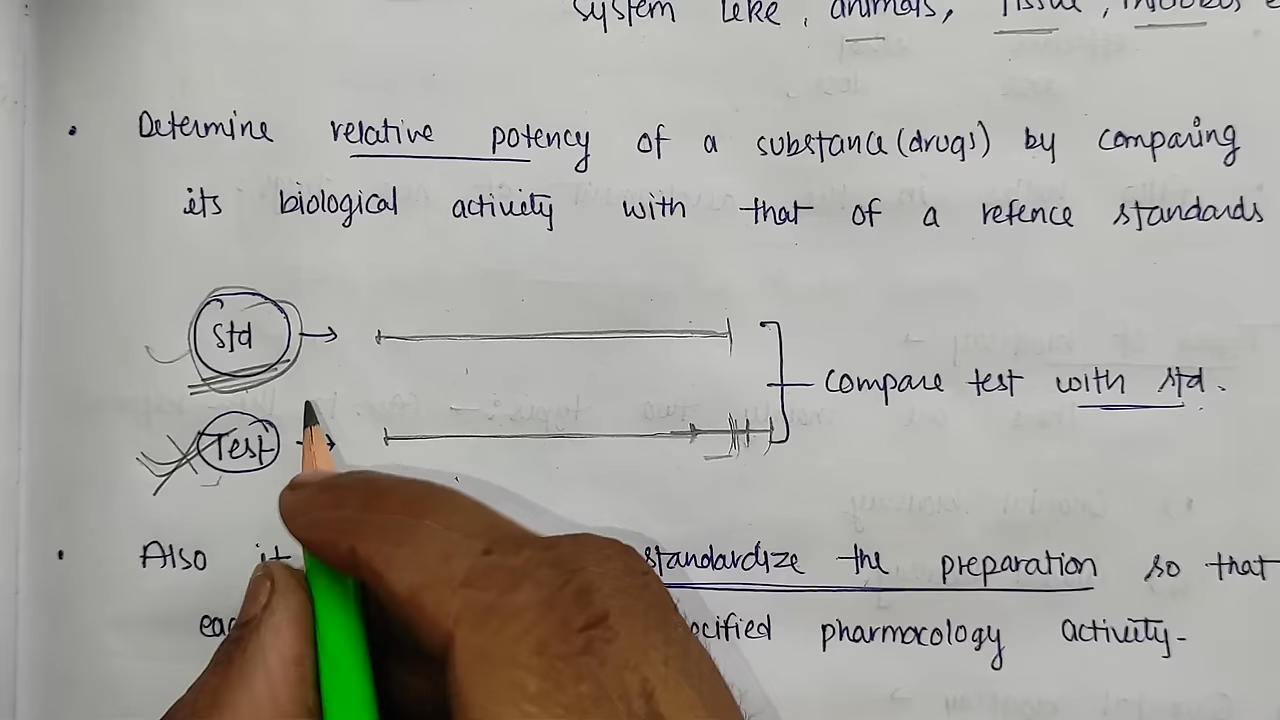 system like, animals, Tissue,
• Determine relative potency of a substance (drugs) by comparing
its biological activity with that of a refence standards
Std →
Test →
Compare test with std.
• Also it standardize the preparation so that
pharmocology activity-